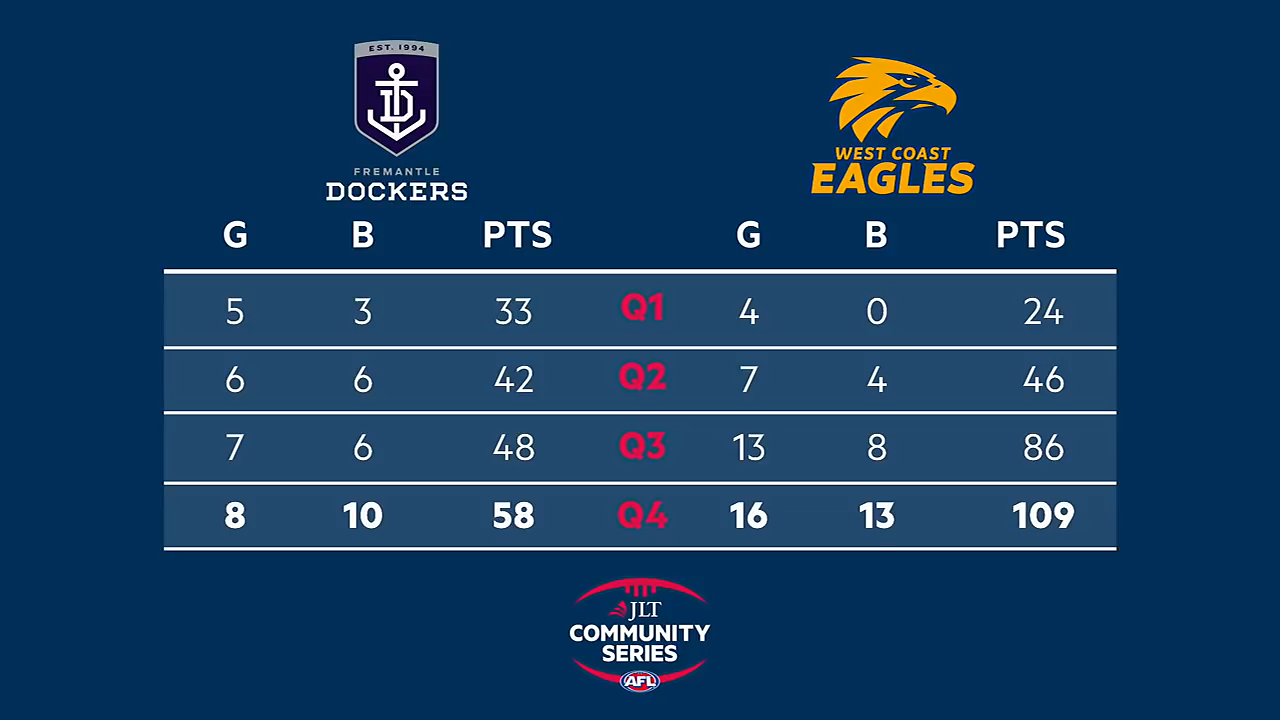 EST. 1994
D
FREMANTLE
DOCKERS
WEST COAST
EAGLES
G B PTS G B PTS
5 3 33 Q1 4 0 24
6 6 42 Q2 7 4 46
7 6 48 Q3 13 8 86
8 10 58 Q4 16 13 109
JLT
COMMUNITY
SERIES
AFL